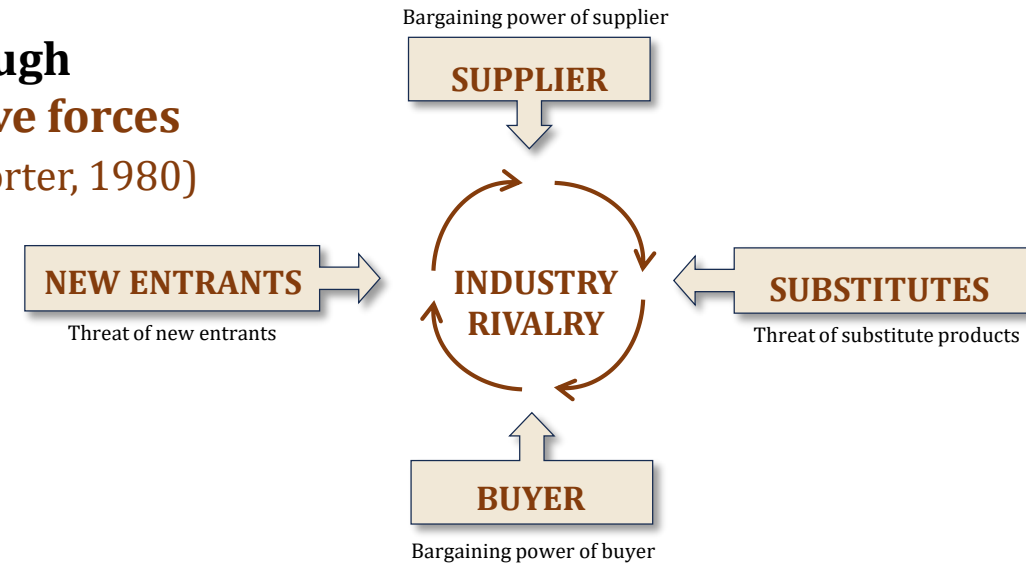 Bargaining power of supplier
SUPPLIER
ugh
ve forces
orter, 1980)
NEW ENTRANTS
Threat of new entrants
INDUSTRY
RIVALRY
SUBSTITUTES
Threat of substitute products
BUYER
Bargaining power of buyer